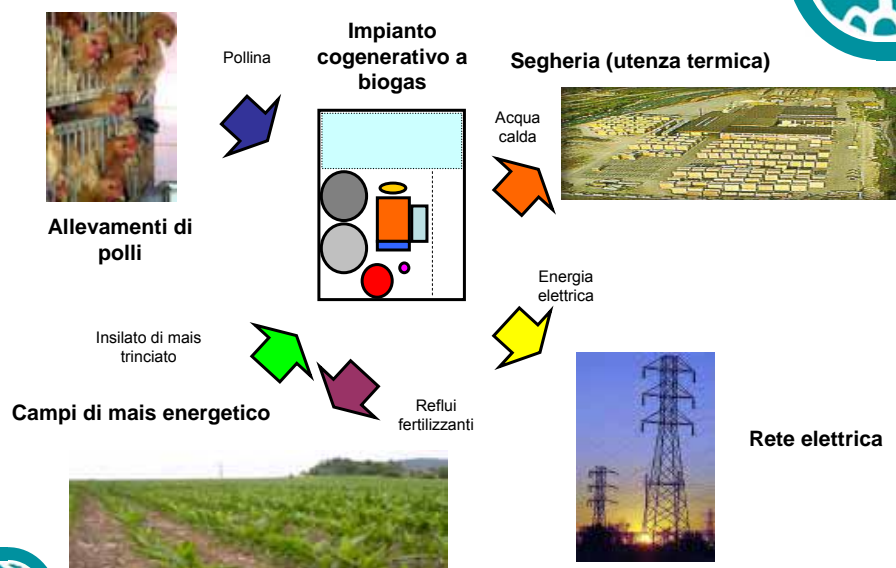 Pollina
Impianto
cogenerativo a
biogas
Segheria (utenza termica)
Acqua
calda
Allevamenti di
polli
Energia
elettrica
Insilato di mais
trinciato
Campi di mais energetico
Reflui
fertilizzanti
Rete elettrica